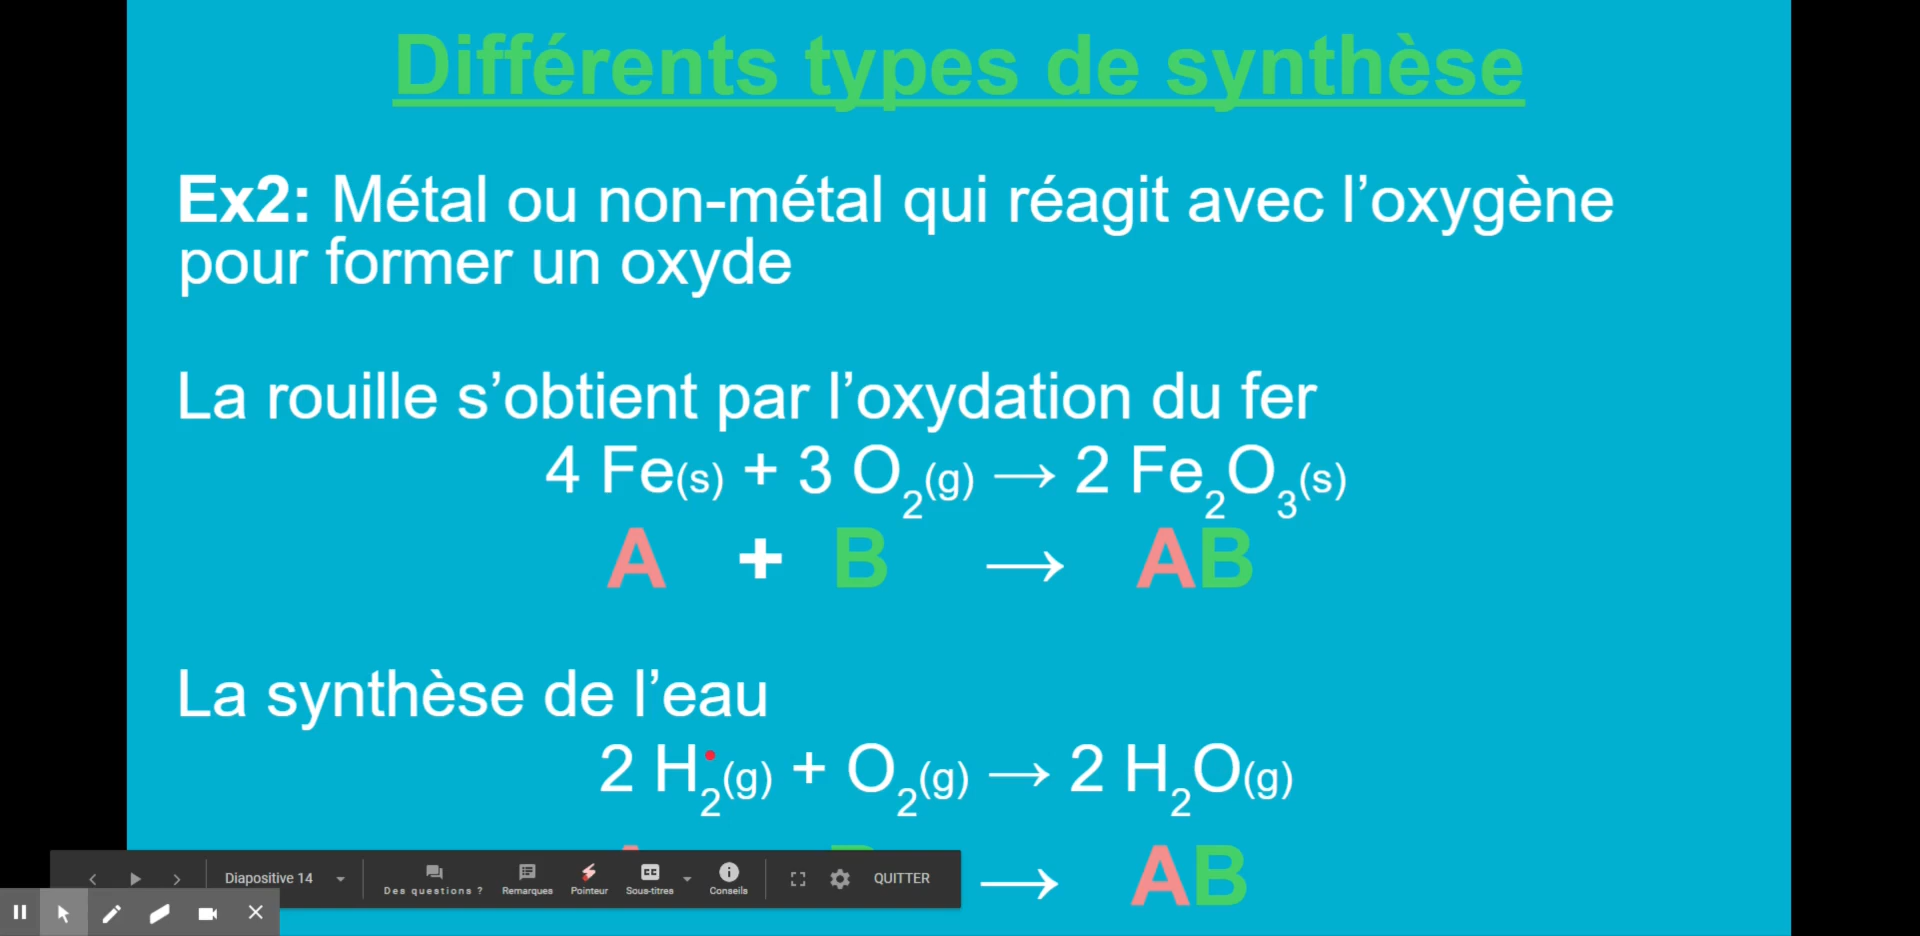 Différents types de synthèse
Ex2: Métal ou non-métal qui réagit avec l’oxygène
pour former un oxyde
La rouille s’obtient par l’oxydation du fer
4 Fe(s) + 3 O₂(g) → 2 Fe₂O₃(s)
A + B → AB
La synthèse de l’eau
2 H₂(g) + O₂(g) → 2 H₂O(g)
→ AB
Diapositive 14
Des questions ?
Remarques
Pointeur
Sous-titres
Conseils
QUITTER